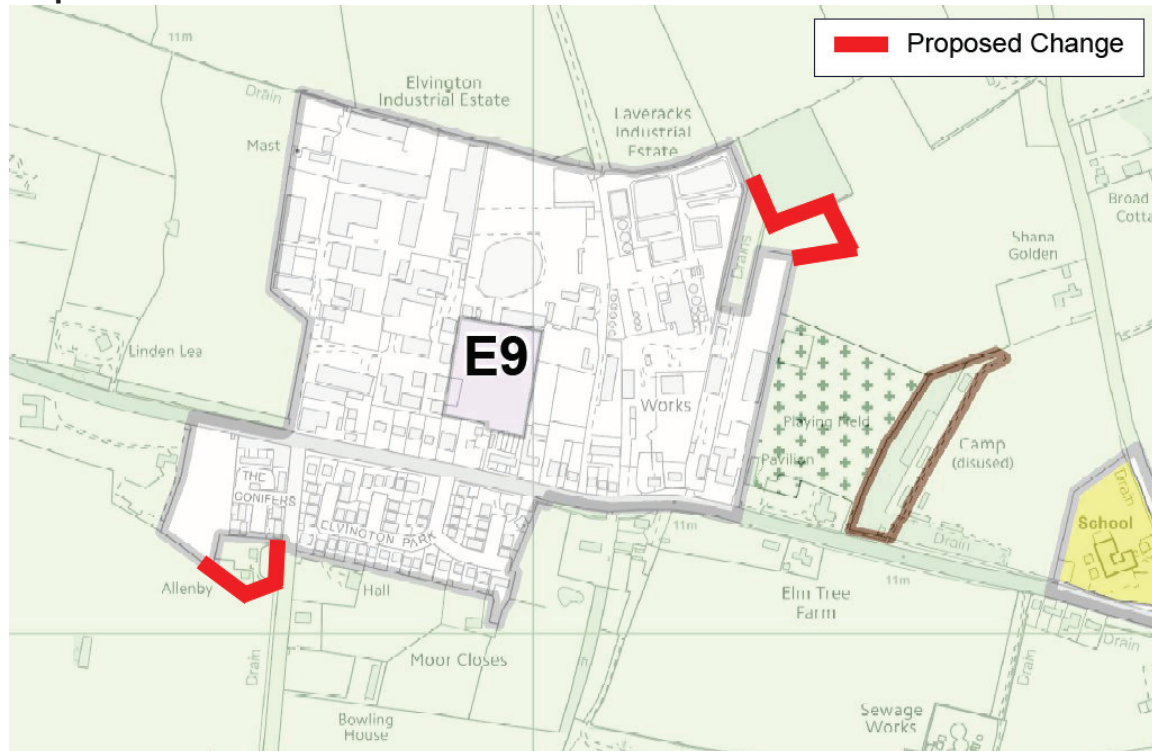 Proposed Change
11m
Elvington
Industrial Estate
Drain
Laveracks
Industrial
Estate
Mast
Broad
Cotta
Drains
Shana
Golden
Linden Lea
E9
Works
Playing Field
Pavilion
Camp
(disused)
Drain
School
THE
CONIFERS
ELVINGTON PARK
11m
Drain
11m
Allenby
Hall
Elm Tree
Farm
Drain
Drain
Moor Closes
Drain
Bowling
House
Sewage
Works